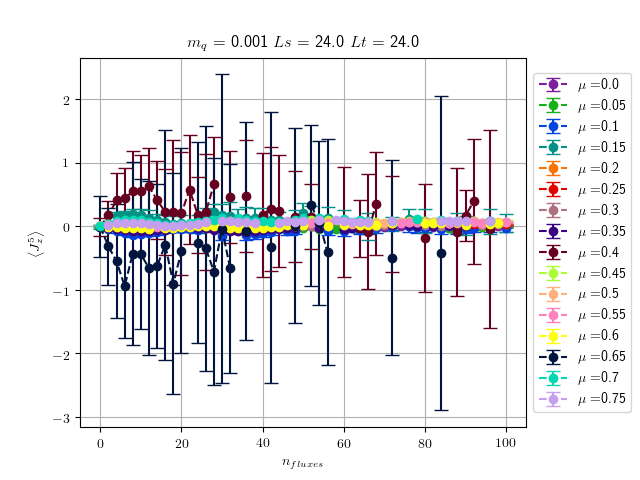 m_q = 0.001 Ls = 24.0 Lt = 24.0
2
1
0
−1
−2
−3
⟨J_z^5⟩
0 20 40 60 80 100
n_fluxes
μ =0.0
μ =0.05
μ =0.1
μ =0.15
μ =0.2
μ =0.25
μ =0.3
μ =0.35
μ =0.4
μ =0.45
μ =0.5
μ =0.55
μ =0.6
μ =0.65
μ =0.7
μ =0.75